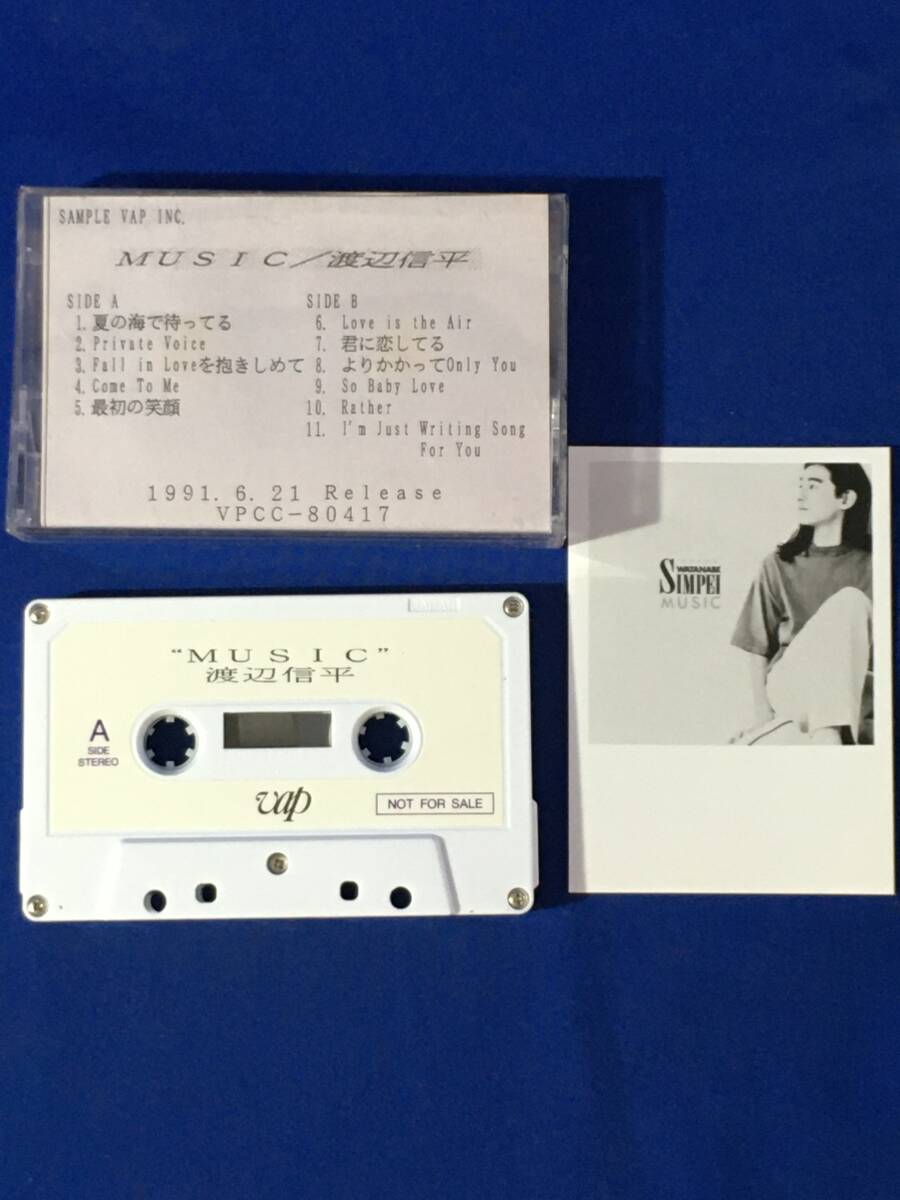 SAMPLE VAP INC.
MUSIC/渡辺信平
SIDE A
1. 夏の海で待ってる
2. Private Voice
3. Fall in Loveを抱きしめて
4. Come To Me
5. 最初の笑顔
SIDE B
6. Love is the Air
7. 君に恋してる
8. よりかかってOnly You
9. So Baby Love
10. Rather
11. I'm Just Writing Song
For You
1991. 6. 21 Release
VPCC-80417
WATANABE
SIMPEI
MUSIC
“MUSIC”
渡辺信平
A
SIDE
STEREO
vap
NOT FOR SALE